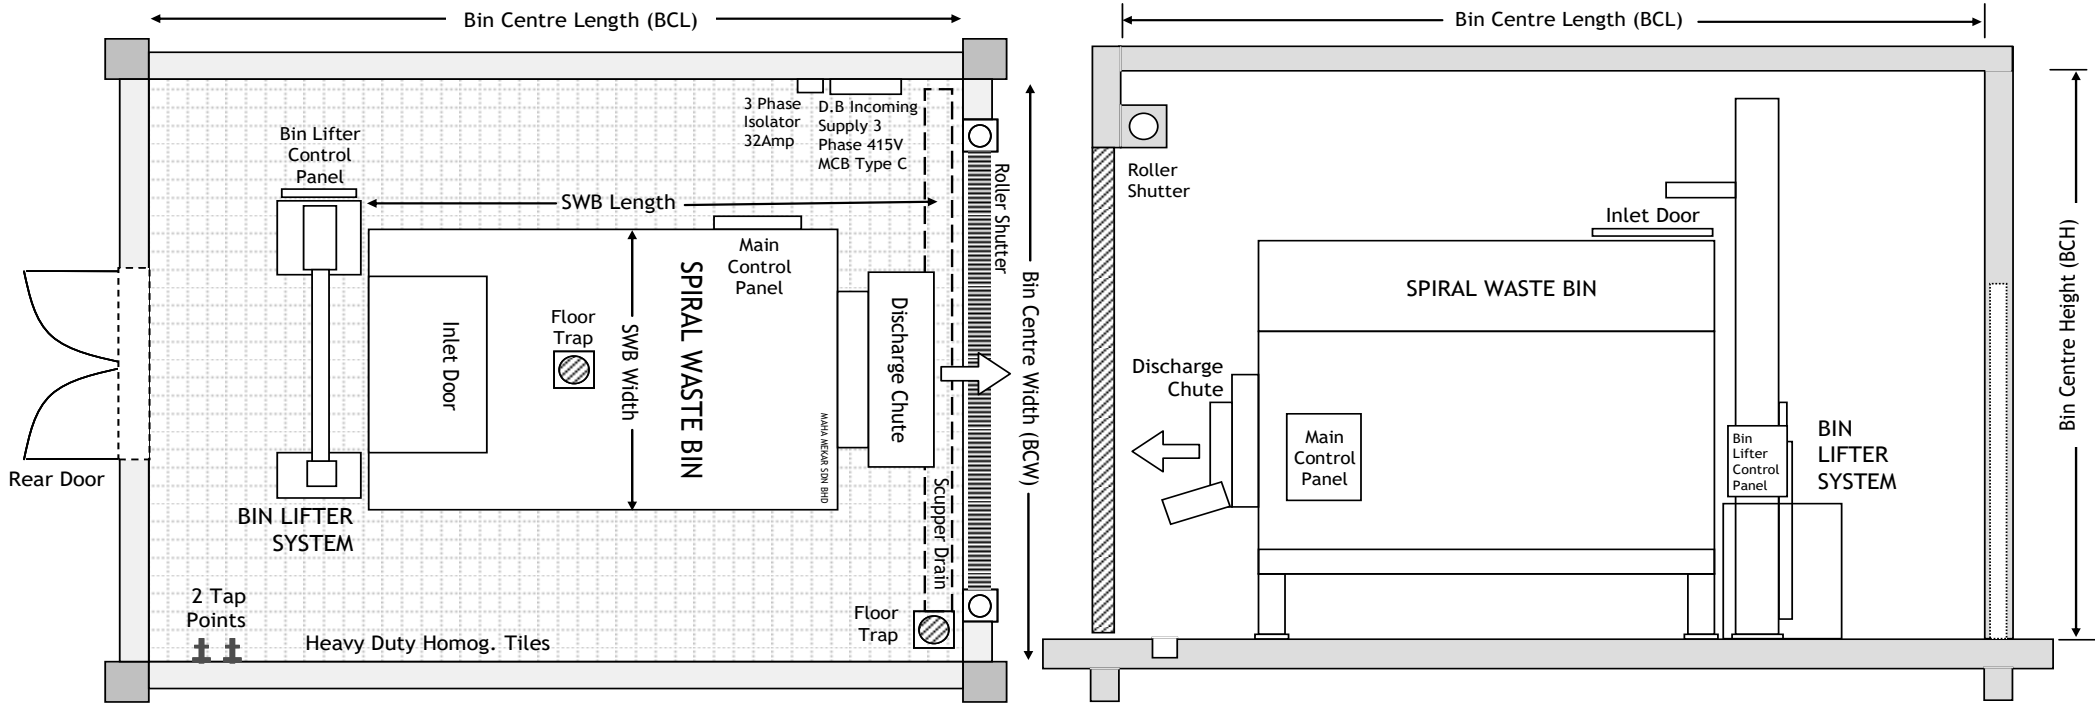 Bin Centre Length (BCL)
3 Phase
Isolator
32Amp
D.B Incoming
Supply 3
Phase 415V
MCB Type C
Bin Lifter
Control
Panel
SWB Length
Roller Shutter
Main
Control
Panel
SPIRAL WASTE BIN
Floor
Trap
SWB Width
Inlet Door
Discharge Chute
Bin Centre Width (BCW)
MAHA MEKAR SDN BHD
Rear Door
Scupper Drain
BIN LIFTER
SYSTEM
2 Tap
Points
Floor
Trap
Heavy Duty Homog. Tiles
Bin Centre Length (BCL)
Roller
Shutter
Inlet Door
SPIRAL WASTE BIN
Bin Centre Height (BCH)
Discharge
Chute
Main
Control
Panel
Bin
Lifter
Control
Panel
BIN
LIFTER
SYSTEM